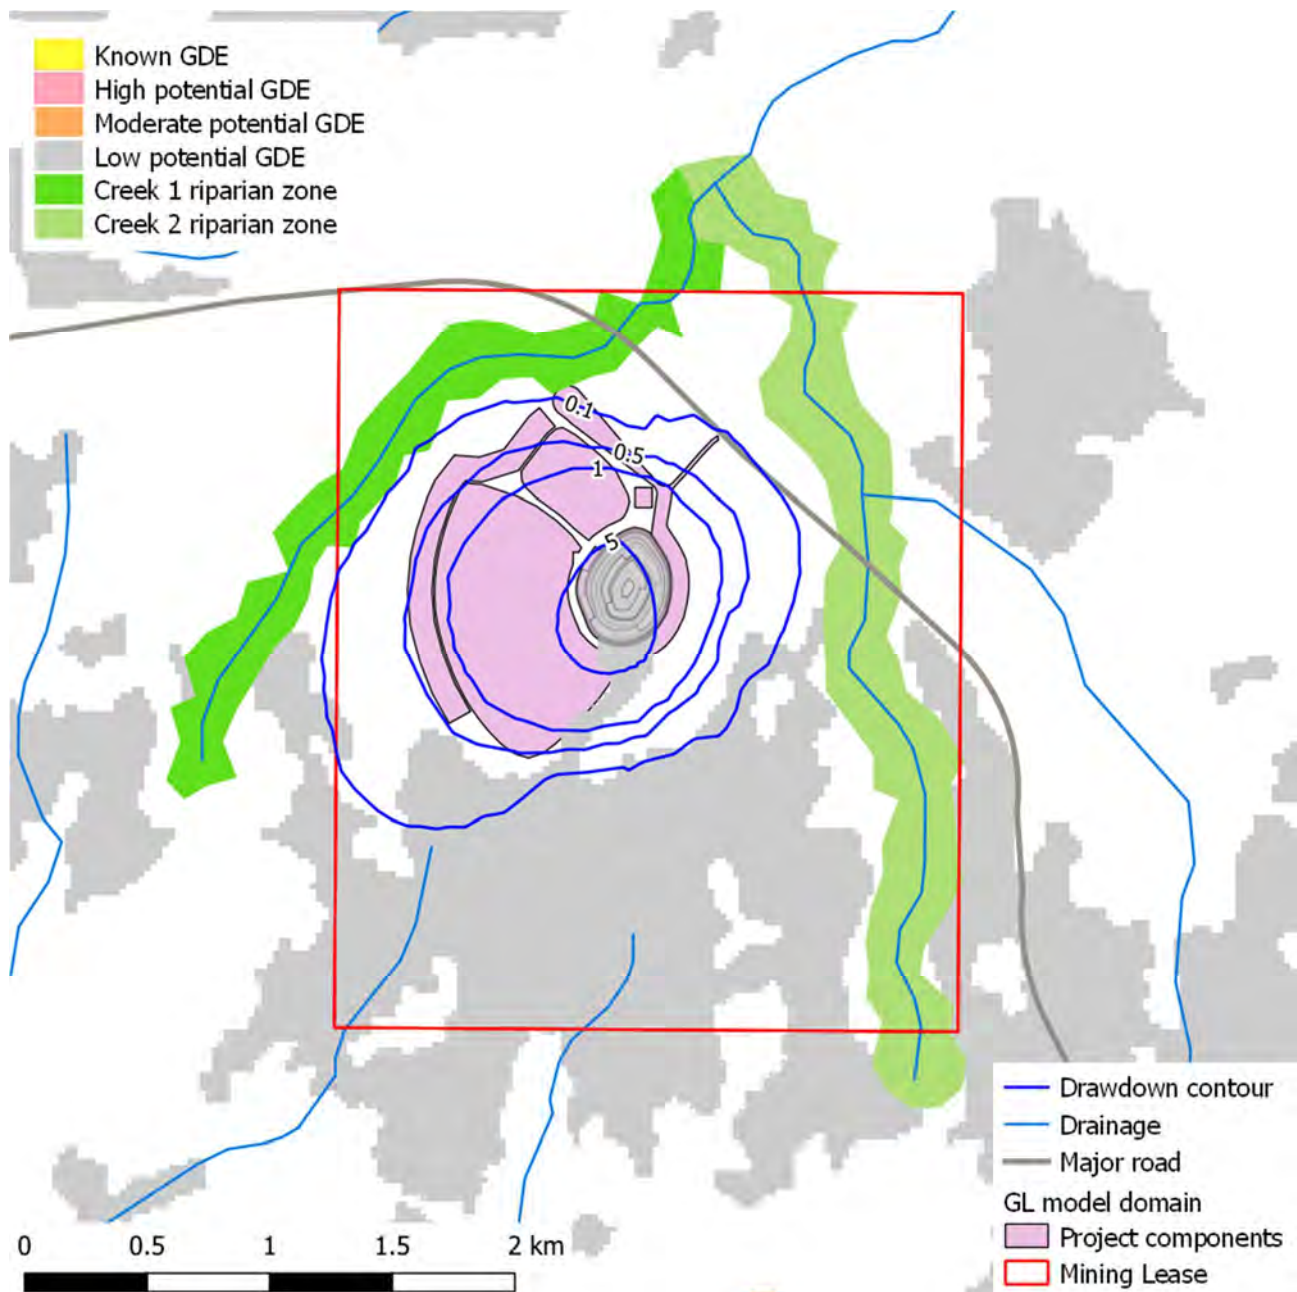 Known GDE
High potential GDE
Moderate potential GDE
Low potential GDE
Creek 1 riparian zone
Creek 2 riparian zone
0.1
0.5
1
5
Drawdown contour
Drainage
Major road
GL model domain
Project components
Mining Lease
0 0.5 1 1.5 2 km